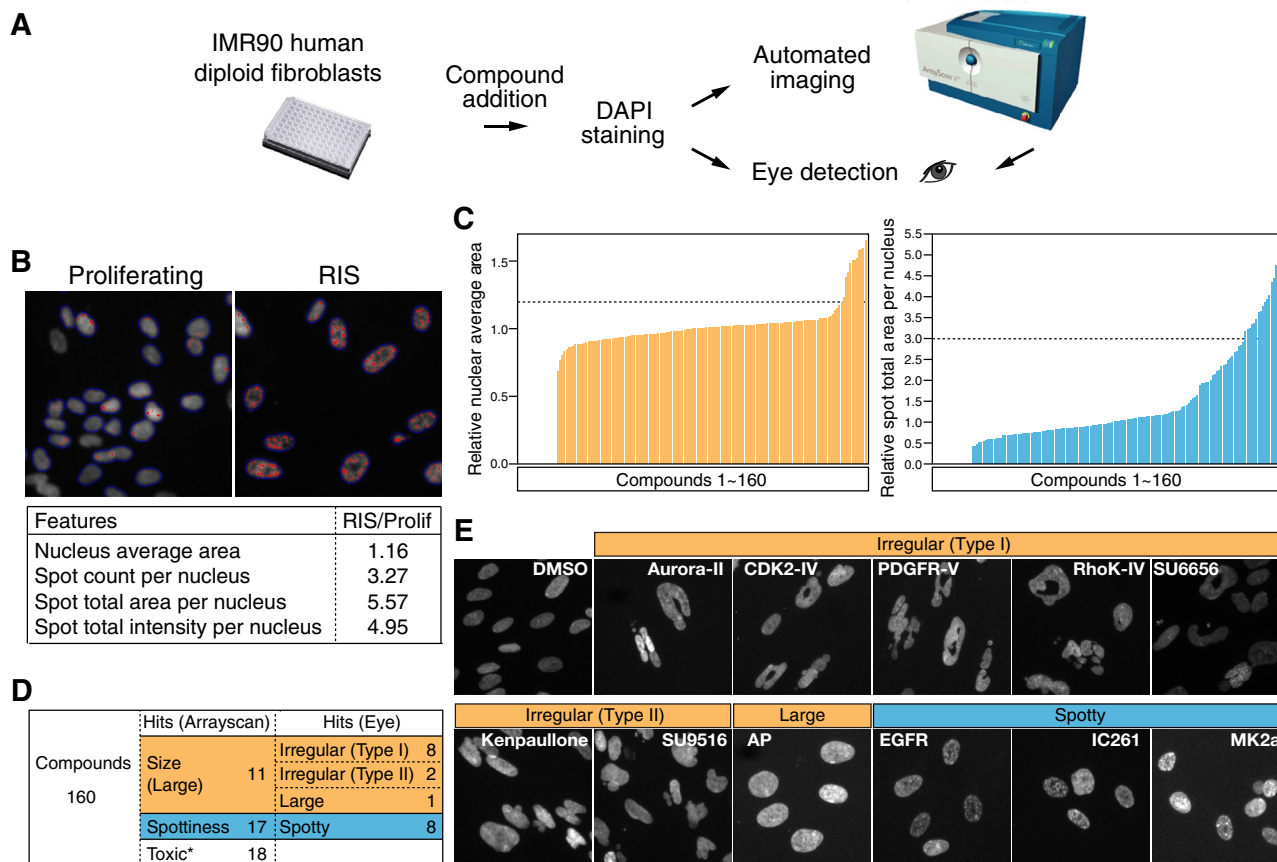 A
IMR90 human
diploid fibroblasts
Compound
addition
DAPI
staining
Automated
imaging
ArrayScan V
Eye detection
B
Proliferating
RIS
Features
RIS/Prolif
Nucleus average area
1.16
Spot count per nucleus
3.27
Spot total area per nucleus
5.57
Spot total intensity per nucleus
4.95
C
Relative nuclear average area
1.5
1.0
0.5
0.0
Compounds 1~160
Relative spot total area per nucleus
5.5
5.0
4.5
4.0
3.5
3.0
2.5
2.0
1.5
1.0
0.5
0.0
Compounds 1~160
D
Hits (Arrayscan)
Hits (Eye)
Compounds
160
Size
(Large)
11
Irregular (Type I) 8
Irregular (Type II) 2
Large 1
Spottiness 17
Spotty 8
Toxic* 18
E
Irregular (Type I)
DMSO
Aurora-II
CDK2-IV
PDGFR-V
RhoK-IV
SU6656
Irregular (Type II)
Large
Spotty
Kenpaullone
SU9516
AP
EGFR
IC261
MK2a